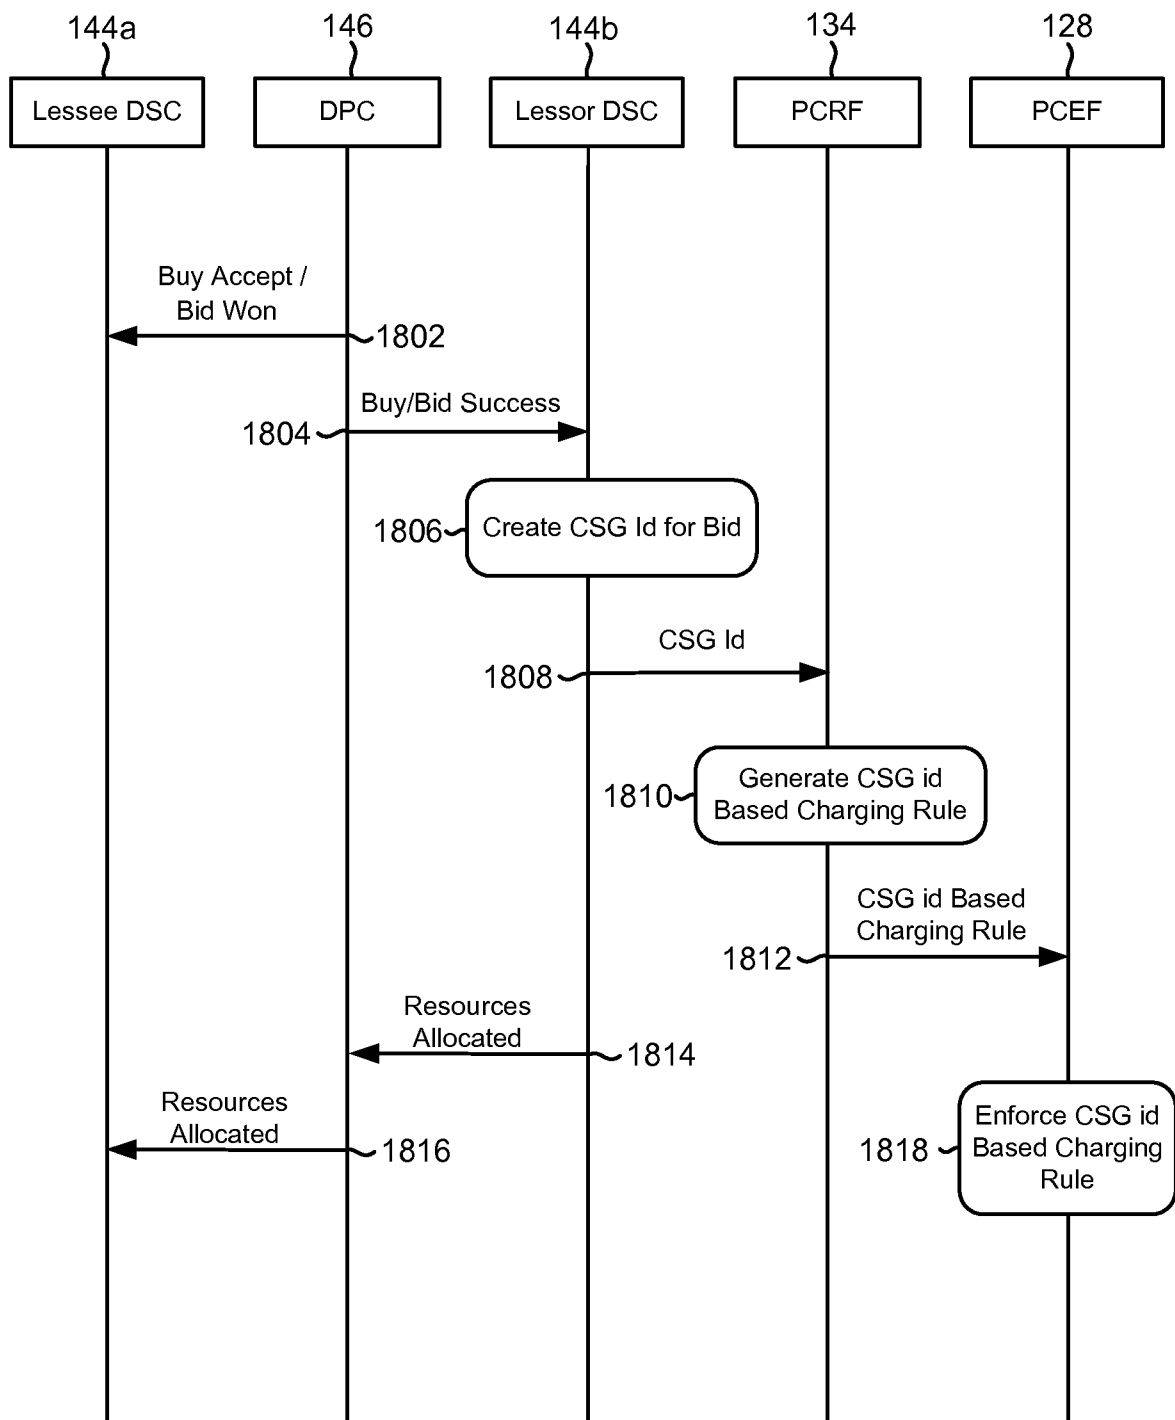 144a
146
144b
134
128
Lessee DSC
DPC
Lessor DSC
PCRF
PCEF
Buy Accept /
Bid Won
1802
Buy/Bid Success
1804
1806
Create CSG Id for Bid
CSG Id
1808
Generate CSG id
Based Charging Rule
1810
CSG id Based
Charging Rule
1812
Resources
Allocated
1814
Resources
Allocated
1816
Enforce CSG id
Based Charging
Rule
1818